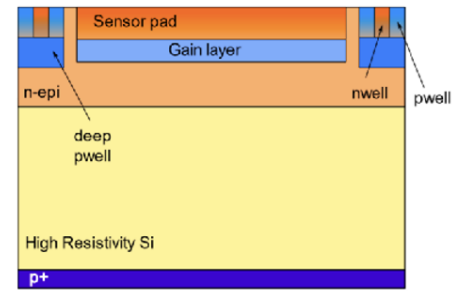 Sensor pad
Gain layer
n-epi
nwell
pwell
deep
pwell
High Resistivity Si
p+